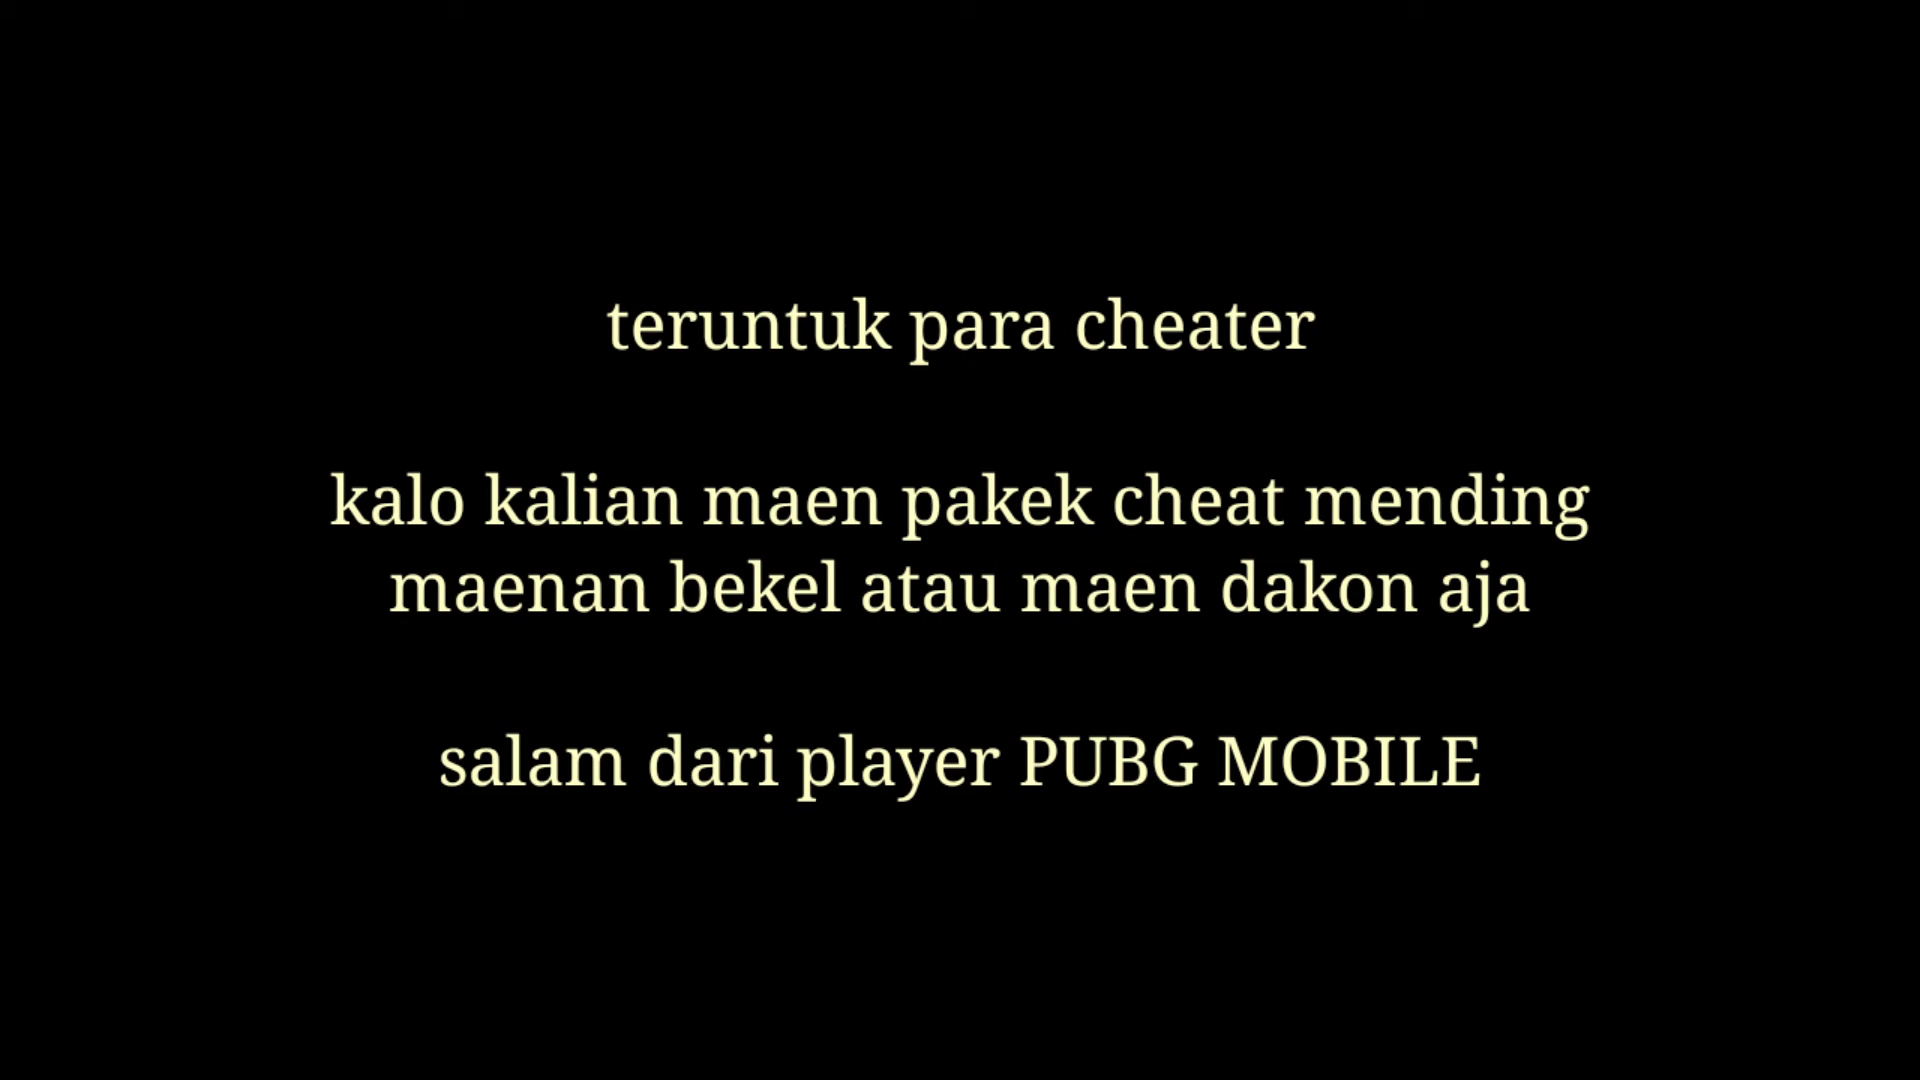 teruntuk para cheater
kalo kalian maen pakek cheat mending
maenan bekel atau maen dakon aja
salam dari player PUBG MOBILE